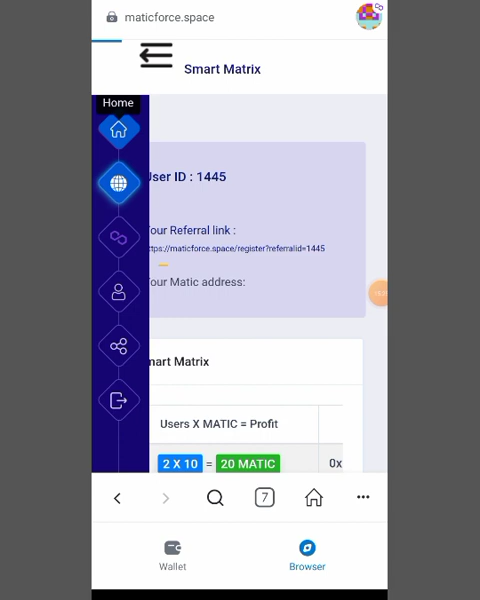 maticforce.space
Smart Matrix
Home
User ID : 1445
Your Referral link :
https://maticforce.space/register?referralid=1445
Your Matic address:
Smart Matrix
Users X MATIC = Profit
2 X 10 = 20 MATIC
0x
7
Wallet
Browser